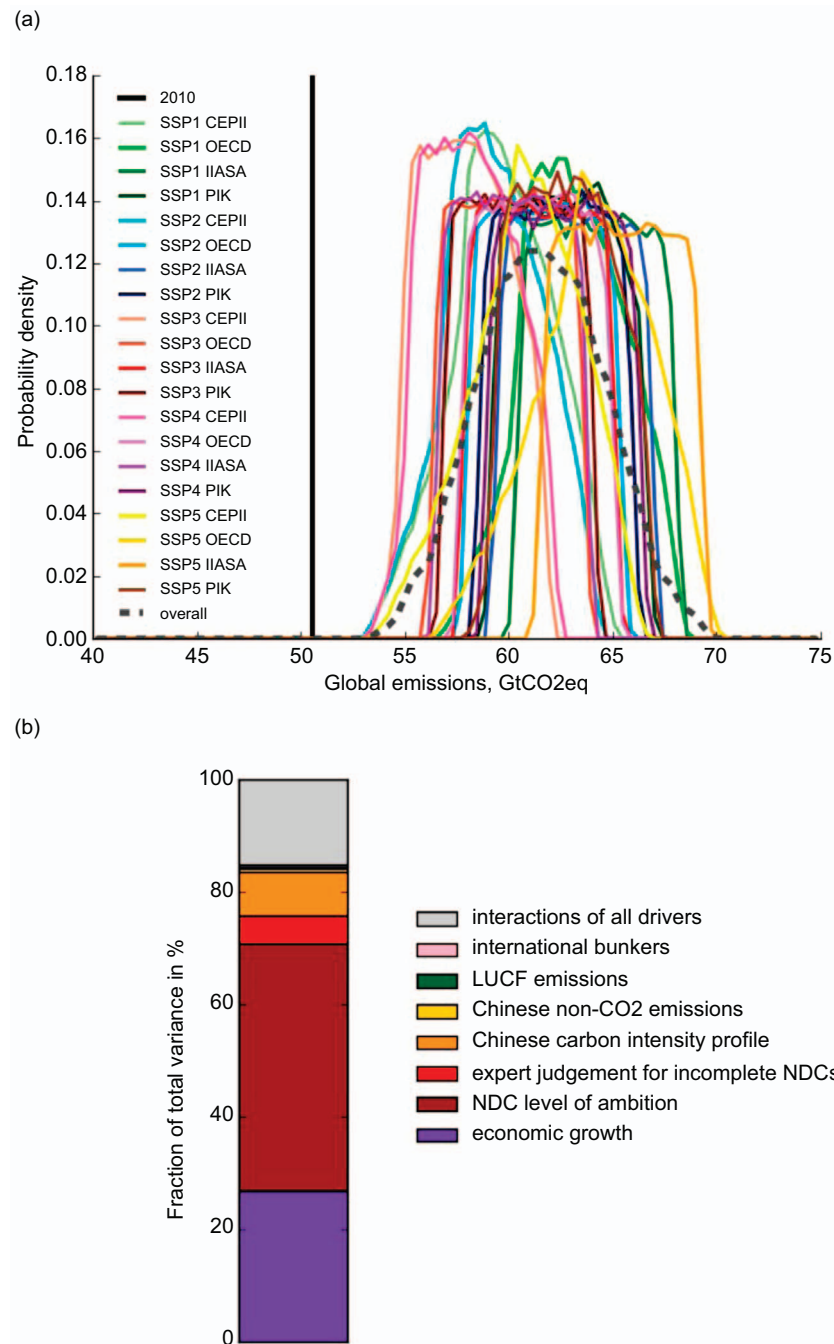 (a)
0.18
0.16
0.14
0.12
0.10
0.08
0.06
0.04
0.02
0.00
Probability density
2010
SSP1 CEPII
SSP1 OECD
SSP1 IIASA
SSP1 PIK
SSP2 CEPII
SSP2 OECD
SSP2 IIASA
SSP2 PIK
SSP3 CEPII
SSP3 OECD
SSP3 IIASA
SSP3 PIK
SSP4 CEPII
SSP4 OECD
SSP4 IIASA
SSP4 PIK
SSP5 CEPII
SSP5 OECD
SSP5 IIASA
SSP5 PIK
overall
40 45 50 55 60 65 70 75
Global emissions, GtCO2eq
(b)
100
80
60
40
20
0
Fraction of total variance in %
interactions of all drivers
international bunkers
LUCF emissions
Chinese non-CO2 emissions
Chinese carbon intensity profile
expert judgement for incomplete NDCs
NDC level of ambition
economic growth